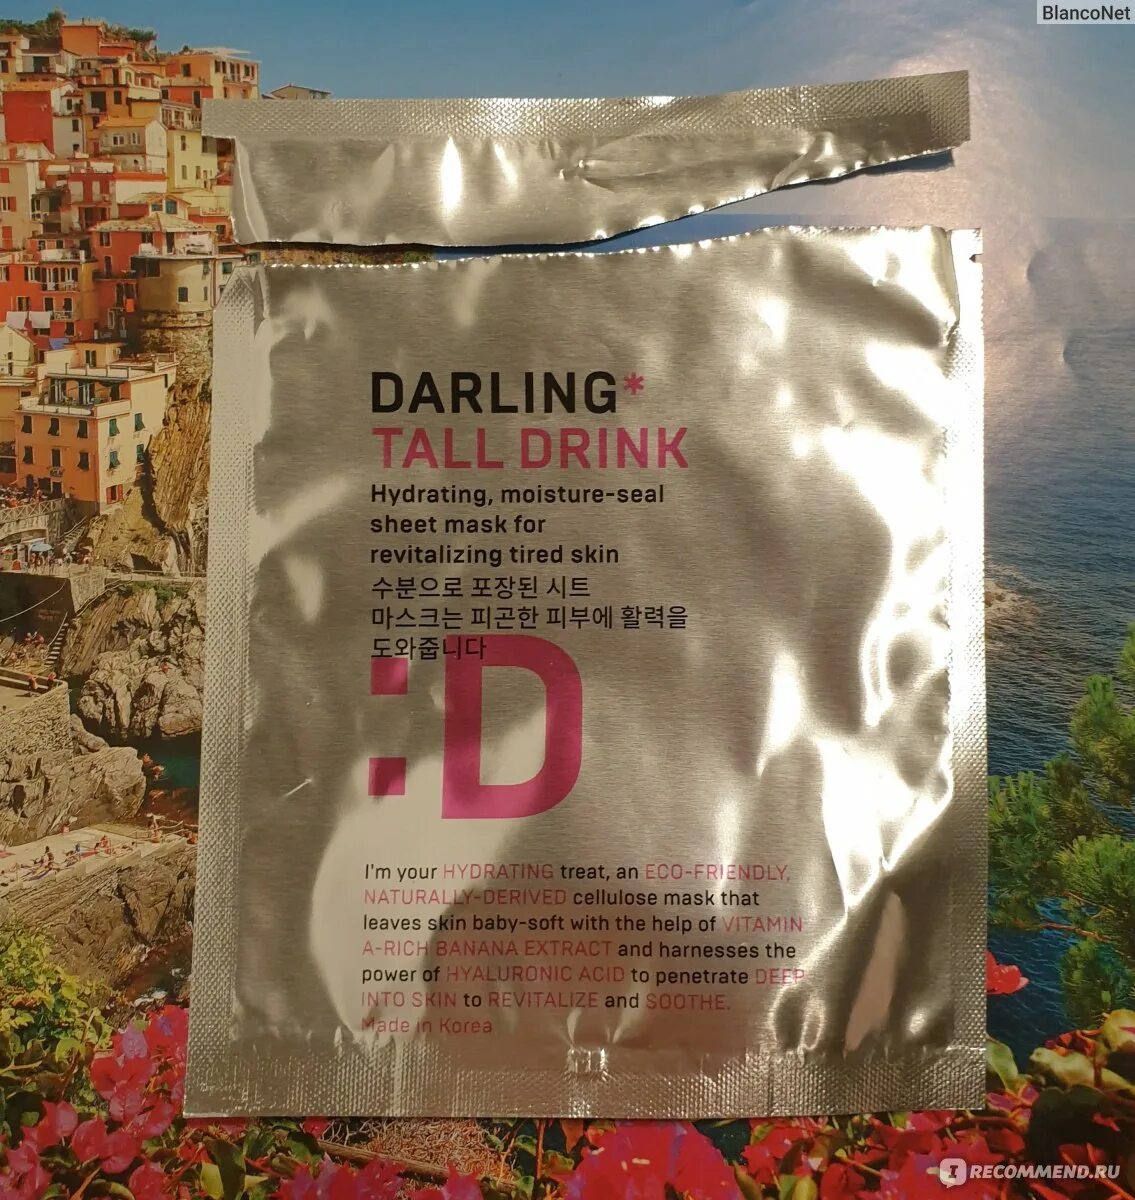 BlancoNet
DARLING*
TALL DRINK
Hydrating, moisture-seal
sheet mask for
revitalizing tired skin
수분으로 포장된 시트
마스크는 피곤한 피부에 활력을
도와줍니다
:D
I'm your HYDRATING treat, an ECO-FRIENDLY,
NATURALLY-DERIVED cellulose mask that
leaves skin baby-soft with the help of VITAMIN
A-RICH BANANA EXTRACT and harnesses the
power of HYALURONIC ACID to penetrate DEEP
INTO SKIN to REVITALIZE and SOOTHE.
Made in Korea
I RECOMMEND.RU